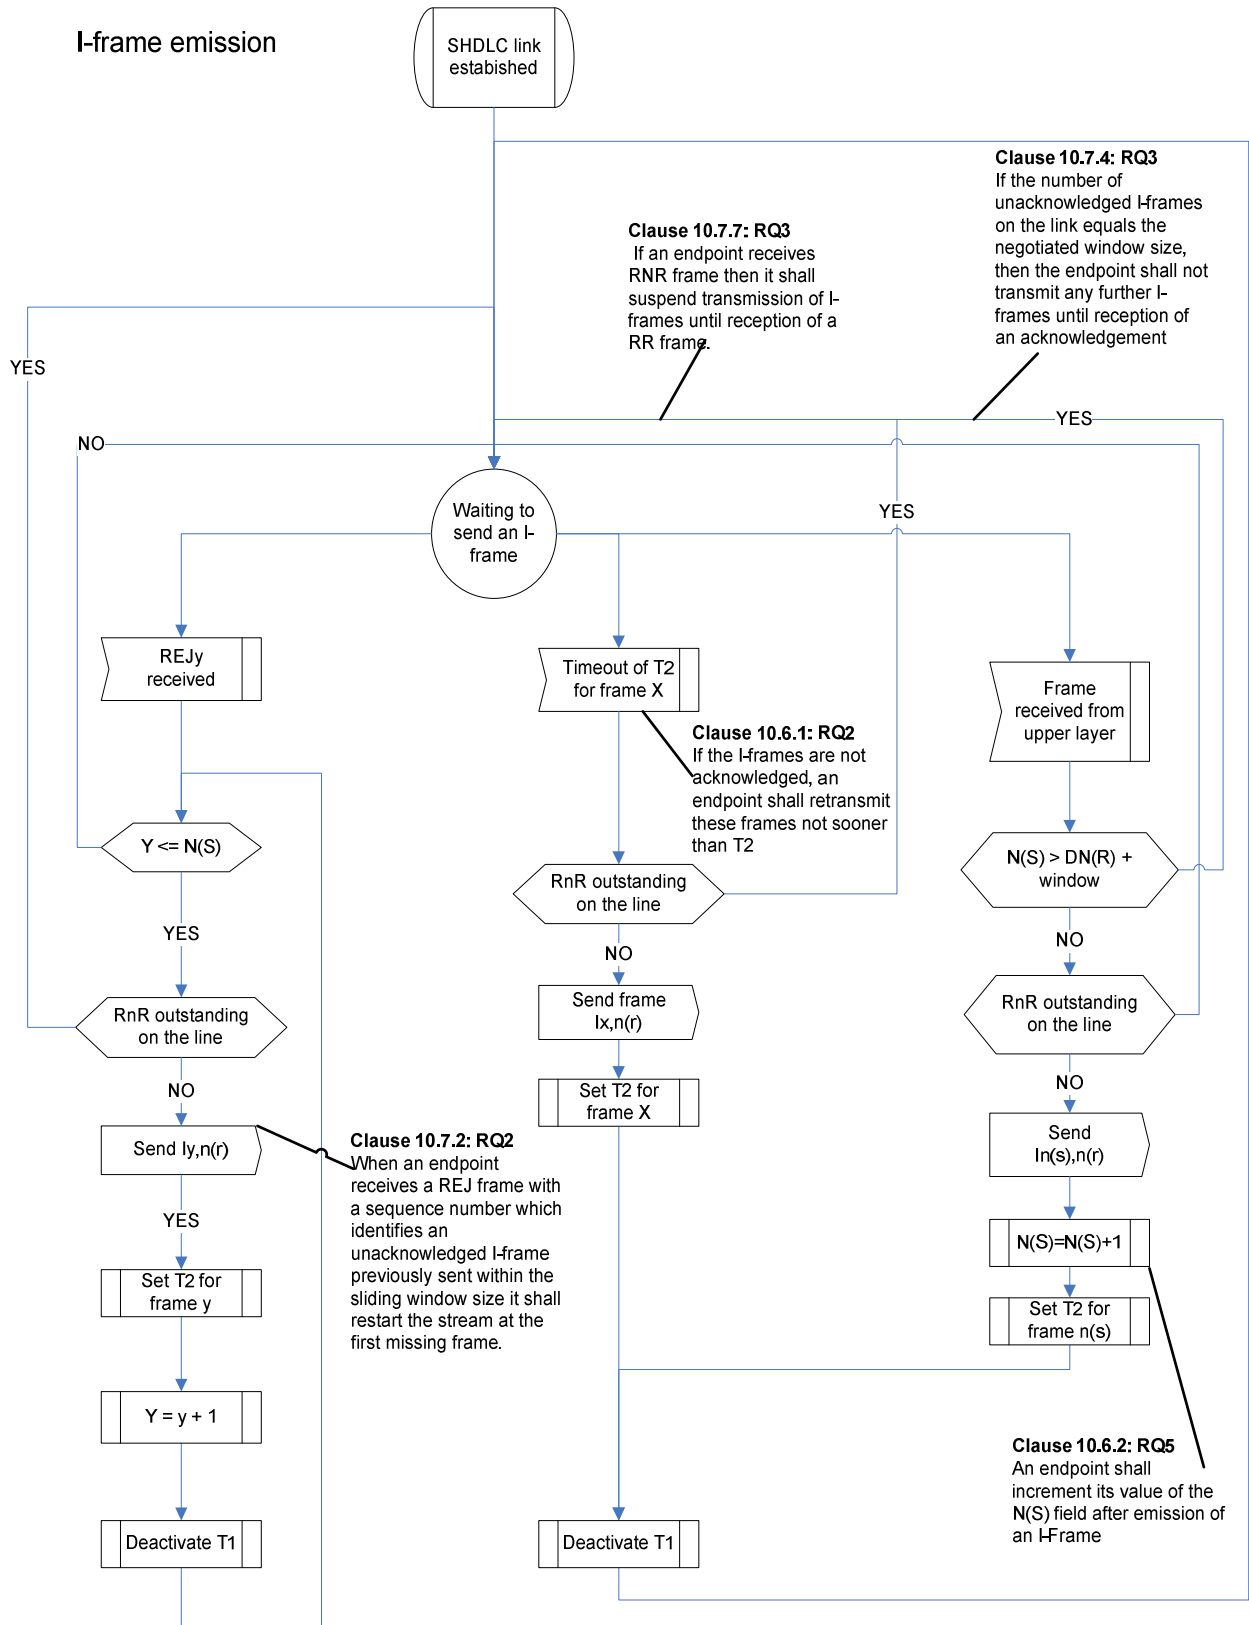 I-frame emission
SHDLC link
estabished
Clause 10.7.4: RQ3
If the number of
unacknowledged I-frames
on the link equals the
negotiated window size,
then the endpoint shall not
transmit any further I-
frames until reception of
an acknowledgement
Clause 10.7.7: RQ3
If an endpoint receives
RNR frame then it shall
suspend transmission of I-
frames until reception of a
RR frame.
YES
YES
NO
YES
Waiting to
send an I-
frame
REJy
received
Timeout of T2
for frame X
Frame
received from
upper layer
Clause 10.6.1: RQ2
If the I-frames are not
acknowledged, an
endpoint shall retransmit
these frames not sooner
than T2
Y <= N(S)
RnR outstanding
on the line
N(S) > DN(R) +
window
YES
NO
NO
RnR outstanding
on the line
Send frame
Ix,n(r)
RnR outstanding
on the line
NO
Set T2 for
frame X
NO
Send Iy,n(r)
Clause 10.7.2: RQ2
When an endpoint
receives a REJ frame with
a sequence number which
identifies an
unacknowledged I-frame
previously sent within the
sliding window size it shall
restart the stream at the
first missing frame.
Send
In(s),n(r)
YES
N(S)=N(S)+1
Set T2 for
frame y
Set T2 for
frame n(s)
Y = y + 1
Clause 10.6.2: RQ5
An endpoint shall
increment its value of the
N(S) field after emission of
an I-Frame
Deactivate T1
Deactivate T1